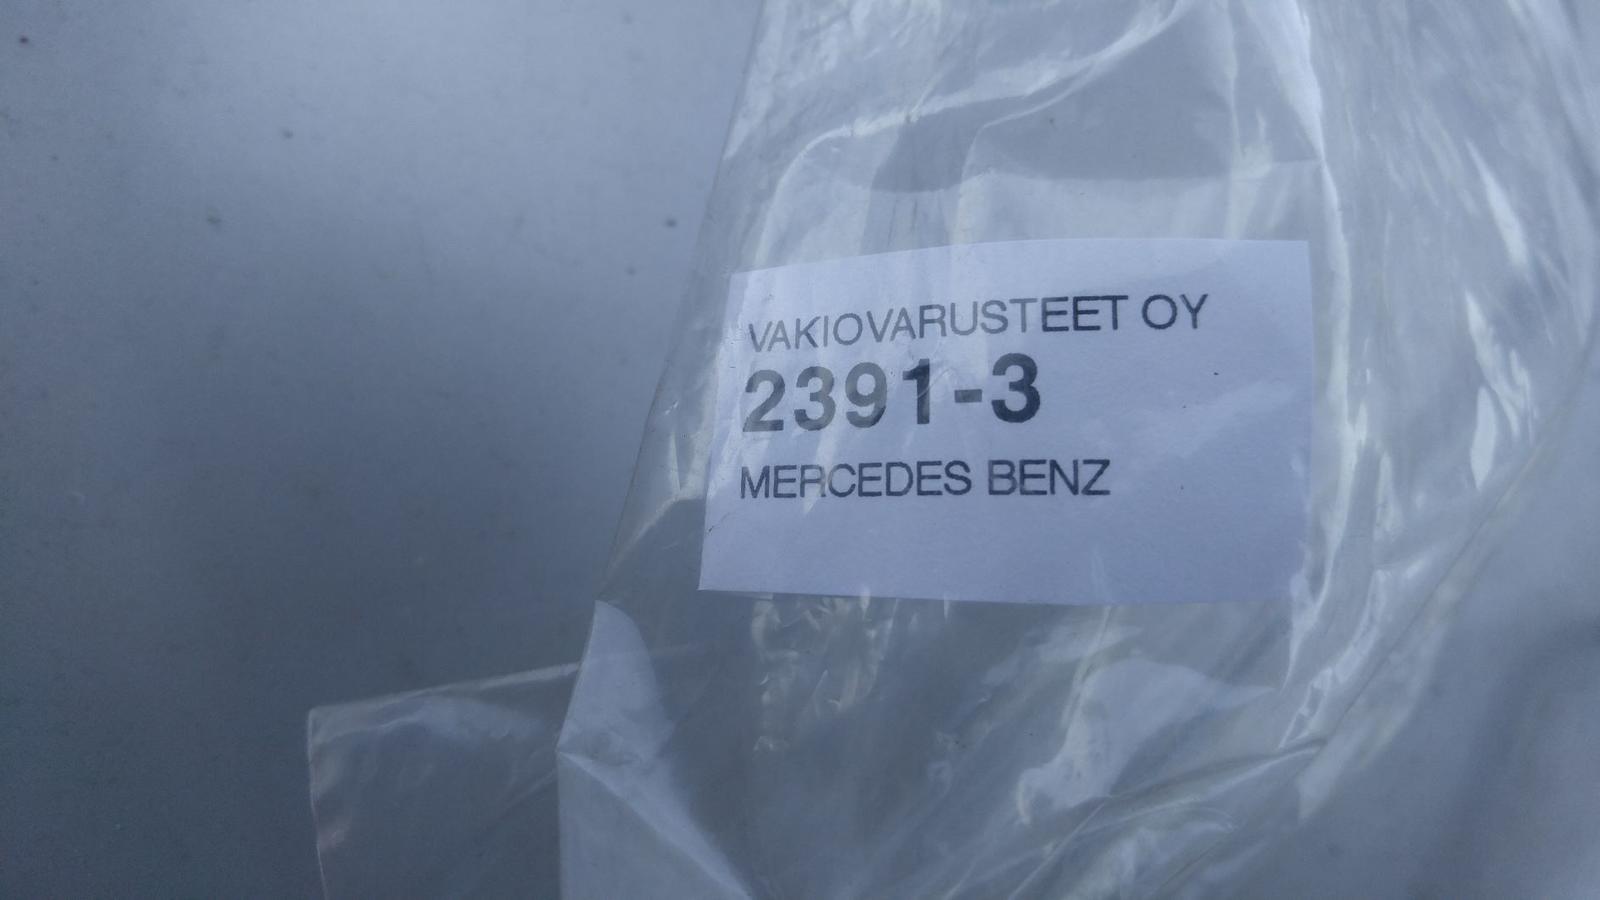 VAKIOVARUSTEET OY
2391-3
MERCEDES BENZ